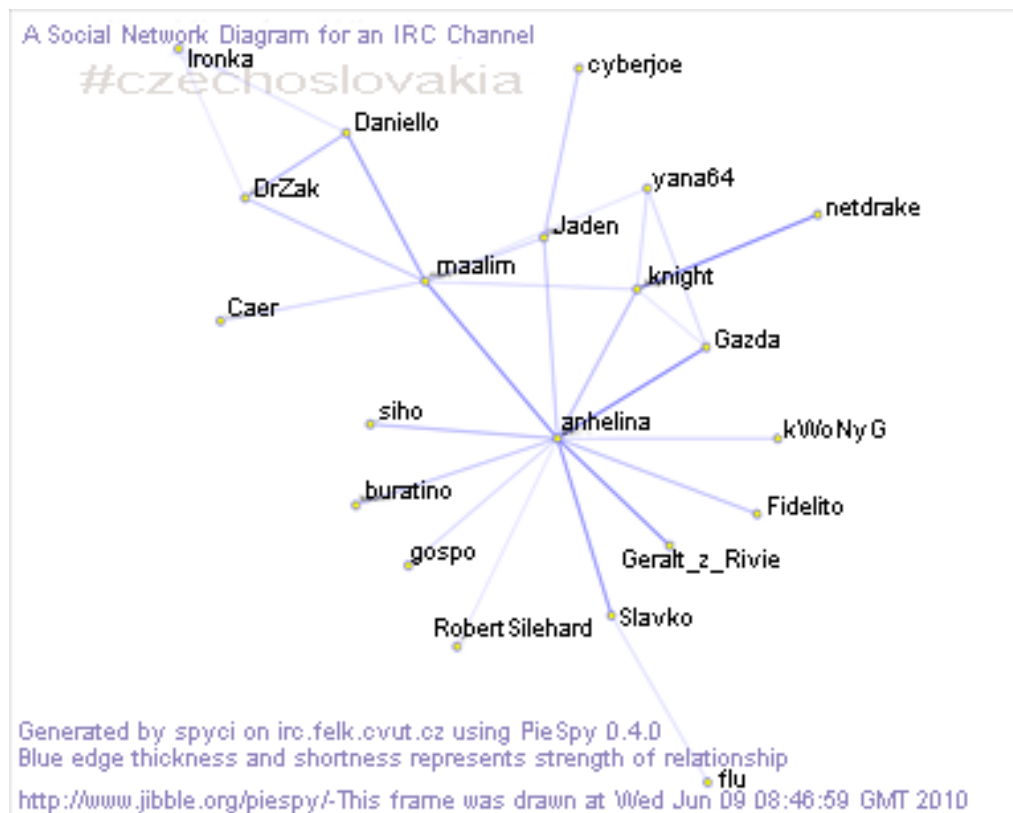 A Social Network Diagram for an IRC Channel
Ironka
#czechoslovakia
cyberjoe
Daniello
DrZak
yana64
netdrake
Jaden
maalim
knight
Caer
Gazda
siho
anhelina
kWoNyG
buratino
Fidelito
gospo
Geralt_z_Rivie
Slavko
Robert Silehard
Generated by spyci on irc.felk.cvut.cz using PieSpy 0.4.0
Blue edge thickness and shortness represents strength of relationship
flu
http://www.jibble.org/piespy/-This frame was drawn at Wed Jun 09 08:46:59 GMT 2010